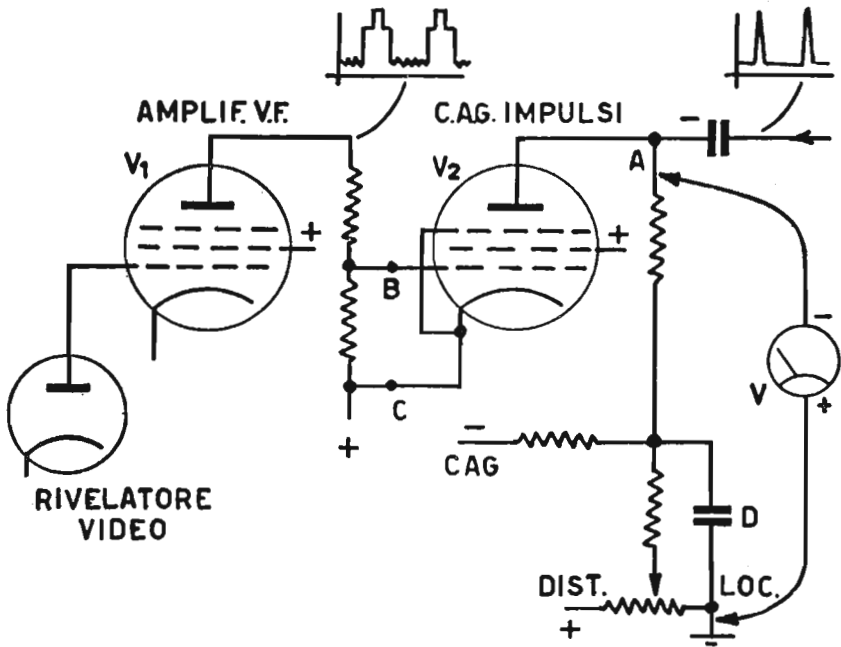 AMPLIF. V.F.
C.A.G. IMPULSI
V1
V2
A
−
+
+
B
C
+
−
V
+
−
CAG
D
RIVELATORE
VIDEO
DIST.
LOC.
+